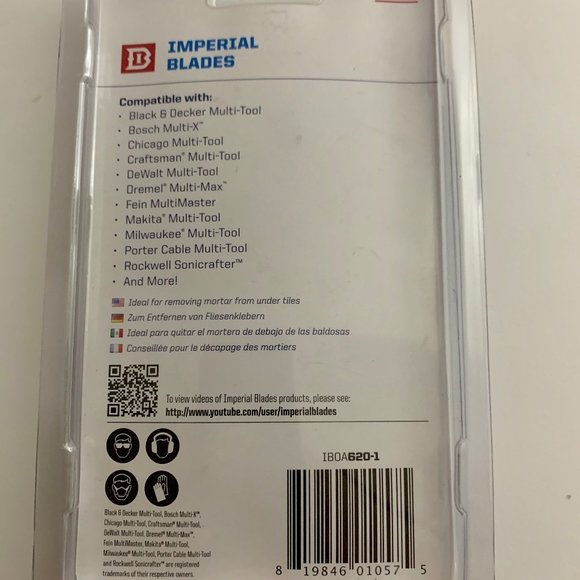 IMPERIAL
BLADES
Compatible with:
• Black & Decker Multi-Tool
• Bosch Multi-X™
• Chicago Multi-Tool
• Craftsman® Multi-Tool
• DeWalt Multi-Tool
• Dremel® Multi-Max™
• Fein MultiMaster
• Makita® Multi-Tool
• Milwaukee® Multi-Tool
• Porter Cable Multi-Tool
• Rockwell Sonicrafter™
• And More!
Ideal for removing mortar from under tiles
Zum Entfernen von Fliesenklebern
Ideal para quitar el mortera de debajo de las baldosas
Conseillée pour le décapage des mortiers
To view videos of Imperial Blades products, please see:
http://www.youtube.com/user/imperialblades
IBOA620-1
Black & Decker Multi-Tool, Bosch Multi-X™,
Chicago Multi-Tool, Craftsman® Multi-Tool,
DeWalt Multi-Tool, Dremel® Multi-Max™,
Fein MultiMaster, Makita® Multi-Tool,
Milwaukee® Multi-Tool, Porter Cable Multi-Tool
and Rockwell Sonicrafter™ are registered
trademarks of their respective owners.
8 19846 01057 5